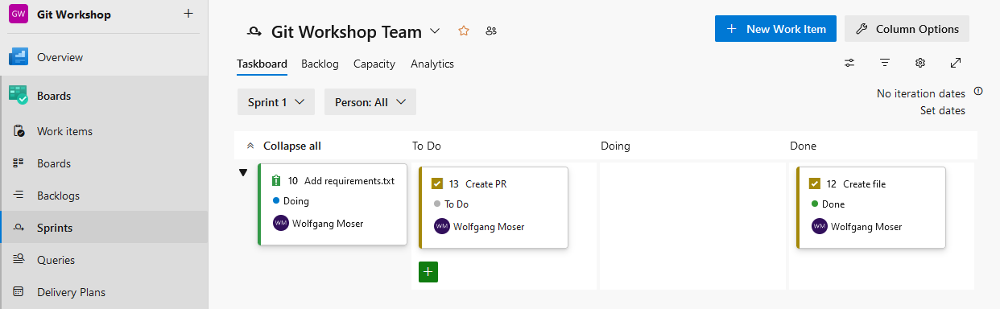 GW Git Workshop
Overview
Boards
Work items
Boards
Backlogs
Sprints
Queries
Delivery Plans
Git Workshop Team
New Work Item
Column Options
Taskboard Backlog Capacity Analytics
Sprint 1 Person: All
No iteration dates
Set dates
Collapse all To Do Doing Done
10 Add requirements.txt
Doing
WM Wolfgang Moser
13 Create PR
To Do
WM Wolfgang Moser
12 Create file
Done
WM Wolfgang Moser